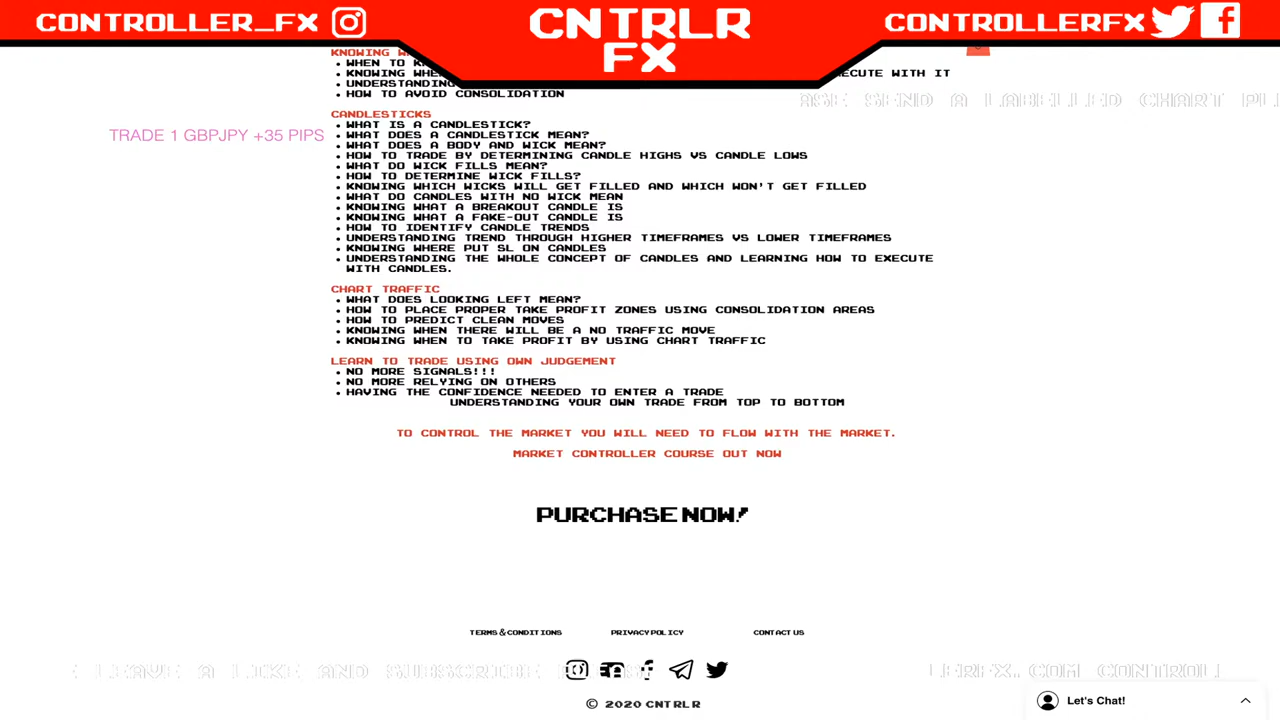 CONTROLLER_FX
CNTRLR
FX
CONTROLLERFX
KNOWING
WHEN TO
KNOWING
ECUTE WITH IT
UNDERSTANDING
HOW TO AVOID CONSOLIDATION
ASE SEND A LABELLED CHART PL
TRADE 1 GBPJPY +35 PIPS
CANDLESTICKS
• WHAT IS A CANDLESTICK?
• WHAT DOES A CANDLESTICK MEAN?
• WHAT DOES A BODY AND WICK MEAN?
• HOW TO TRADE BY DETERMINING CANDLE HIGHS VS CANDLE LOWS
• WHAT DO WICK FILLS MEAN?
• HOW TO DETERMINE WICK FILLS?
• KNOWING WHICH WICKS WILL GET FILLED AND WHICH WON'T GET FILLED
• WHAT DO CANDLES WITH NO WICK MEAN
• KNOWING WHAT A BREAKOUT CANDLE IS
• KNOWING WHAT A FAKE-OUT CANDLE IS
• HOW TO IDENTIFY CANDLE TRENDS
• UNDERSTANDING TREND THROUGH HIGHER TIMEFRAMES VS LOWER TIMEFRAMES
• KNOWING WHERE PUT SL ON CANDLES
• UNDERSTANDING THE WHOLE CONCEPT OF CANDLES AND LEARNING HOW TO EXECUTE
WITH CANDLES.
CHART TRAFFIC
• WHAT DOES LOOKING LEFT MEAN?
• HOW TO PLACE PROPER TAKE PROFIT ZONES USING CONSOLIDATION AREAS
• HOW TO PREDICT CLEAN MOVES
• KNOWING WHEN THERE WILL BE A NO TRAFFIC MOVE
• KNOWING WHEN TO TAKE PROFIT BY USING CHART TRAFFIC
LEARN TO TRADE USING OWN JUDGEMENT
• NO MORE SIGNALS!!!
• NO MORE RELYING ON OTHERS
• HAVING THE CONFIDENCE NEEDED TO ENTER A TRADE
UNDERSTANDING YOUR OWN TRADE FROM TOP TO BOTTOM
TO CONTROL THE MARKET YOU WILL NEED TO FLOW WITH THE MARKET.
MARKET CONTROLLER COURSE OUT NOW
PURCHASE NOW!
TERMS & CONDITIONS
PRIVACY POLICY
CONTACT US
E LEAVE A LIKE AND SUBSCRIBE
LERFX.COM CONTROL
© 2020 CNTRLR
Let's Chat!